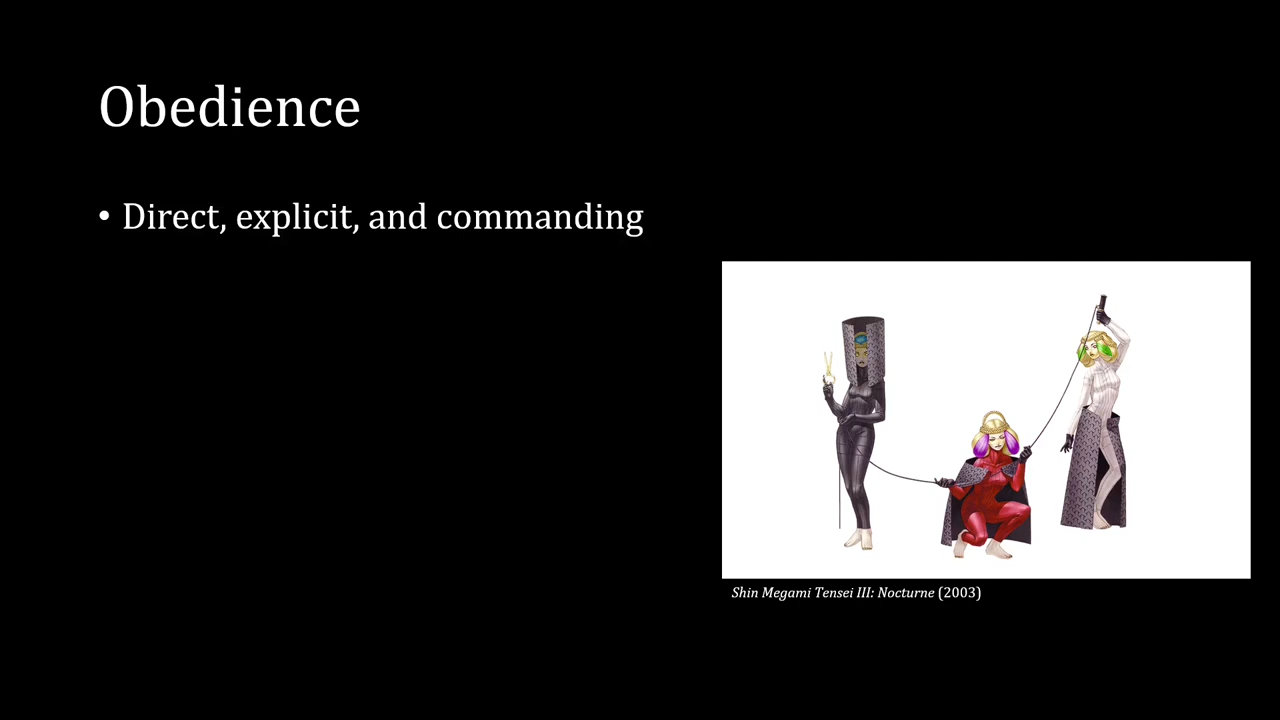 Obedience
• Direct, explicit, and commanding
Shin Megami Tensei III: Nocturne (2003)